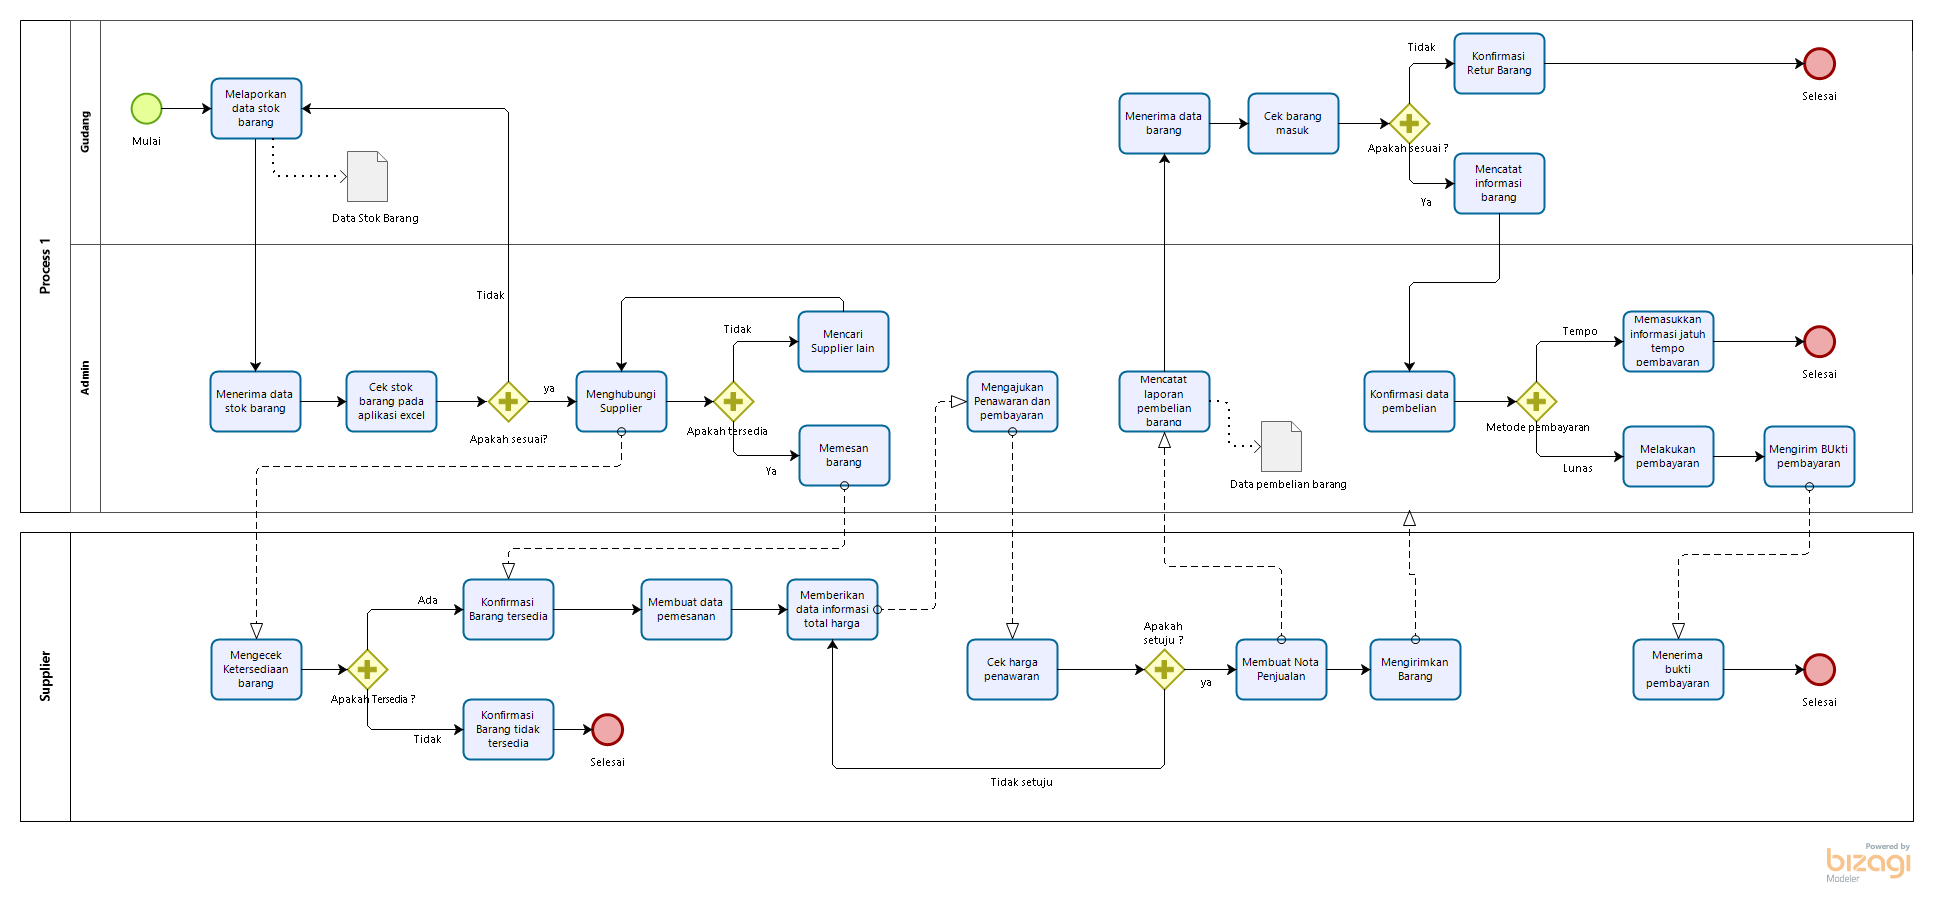 Process 1
Gudang
Mulai
Melaporkan
data stok
barang
Data Stok Barang
Menerima data
barang
Cek barang
masuk
Apakah sesuai ?
Tidak
Konfirmasi
Retur Barang
Selesai
Ya
Mencatat
informasi
barang
Admin
Menerima data
stok barang
Cek stok
barang pada
aplikasi excel
Apakah sesuai?
Tidak
ya
Menghubungi
Supplier
Apakah tersedia
Tidak
Mencari
Supplier lain
Ya
Memesan
barang
Mengajukan
Penawaran dan
pembayaran
Mencatat
laporan
pembelian
barang
Data pembelian barang
Konfirmasi data
pembelian
Metode pembayaran
Tempo
Memasukkan
informasi jatuh
tempo
pembayaran
Selesai
Lunas
Melakukan
pembayaran
Mengirim BUkti
pembayaran
Supplier
Mengecek
Ketersediaan
barang
Apakah Tersedia ?
Ada
Konfirmasi
Barang tersedia
Membuat data
pemesanan
Memberikan
data informasi
total harga
Tidak
Konfirmasi
Barang tidak
tersedia
Selesai
Cek harga
penawaran
Apakah
setuju ?
ya
Tidak setuju
Membuat Nota
Penjualan
Mengirimkan
Barang
Menerima
bukti
pembayaran
Selesai
Powered by
bizagi
Modeler